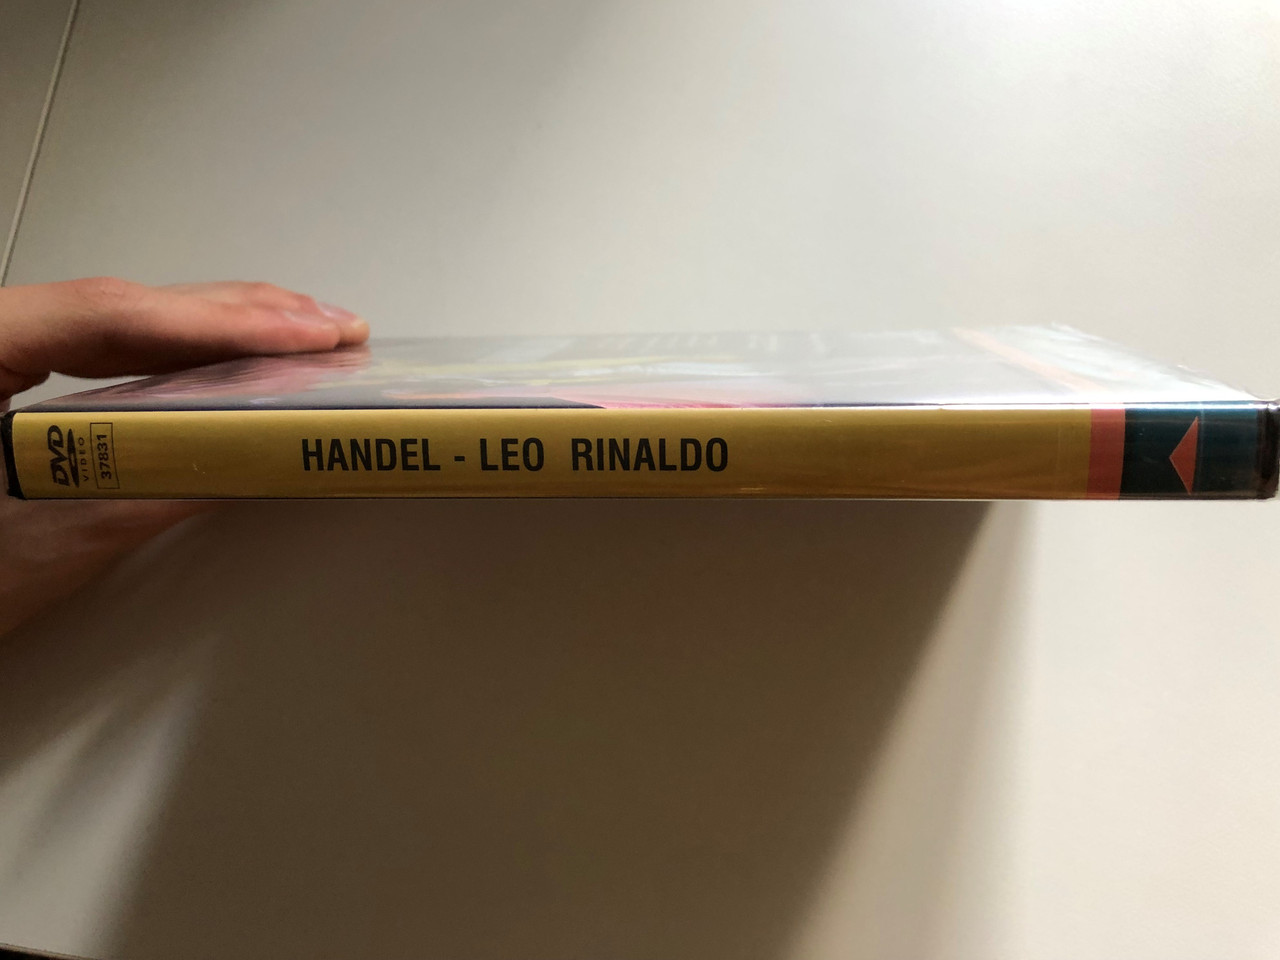 DVD
VIDEO
37831
HANDEL - LEO RINALDO